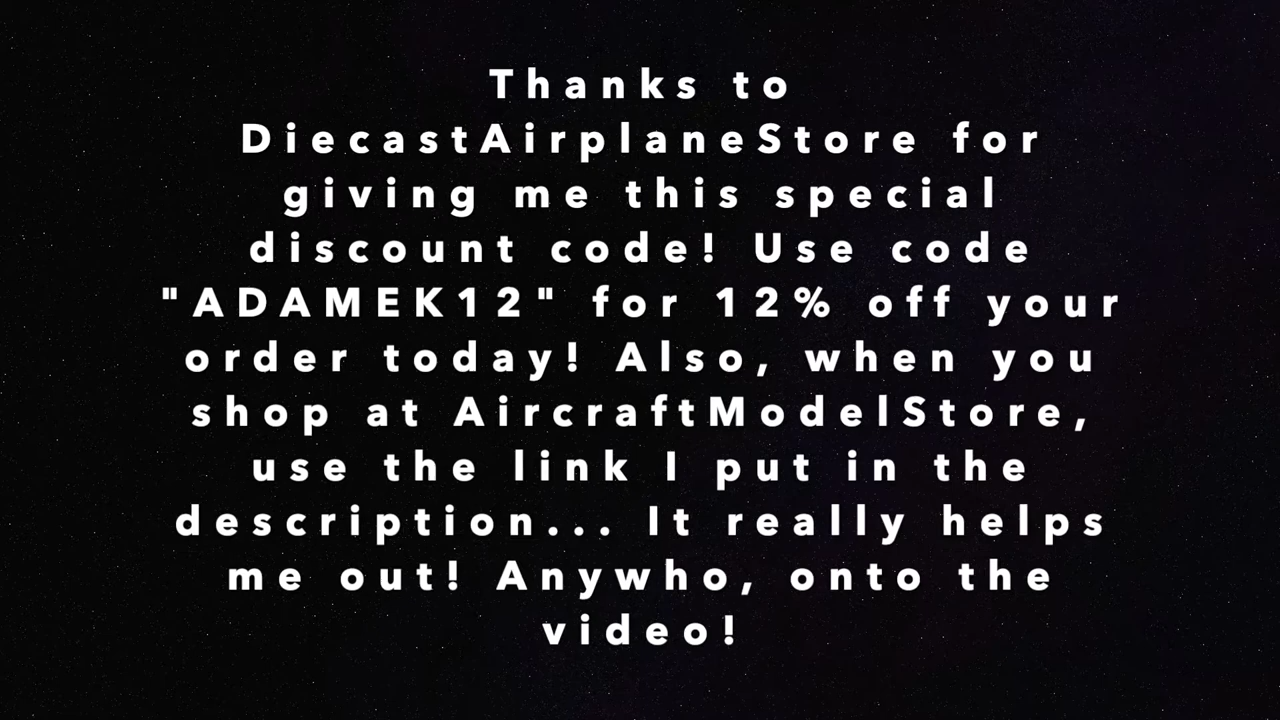 Thanks to
DiecastAirplaneStore for
giving me this special
discount code! Use code
"ADAMEK12" for 12% off your
order today! Also, when you
shop at AircraftModelStore,
use the link I put in the
description... It really helps
me out! Anywho, onto the
video!